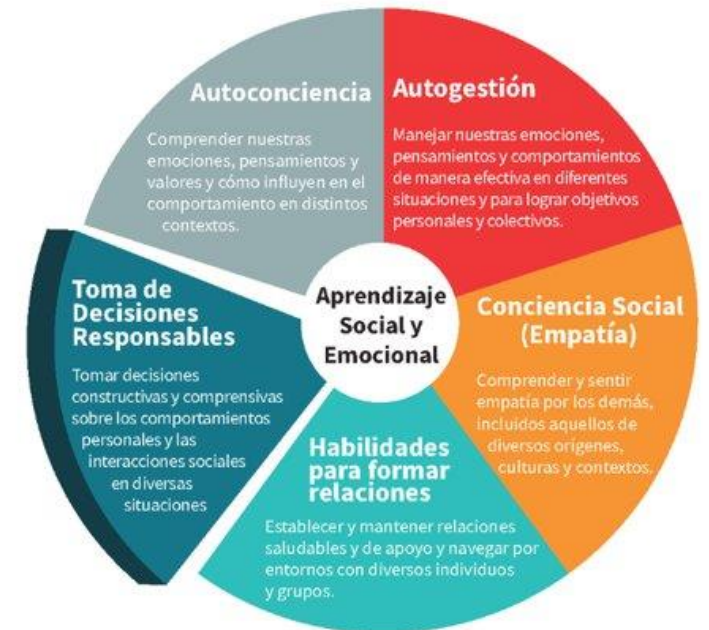 Autoconciencia
Comprender nuestras
emociones, pensamientos y
valores y cómo influyen en el
comportamiento en distintos
contextos.
Autogestión
Manejar nuestras emociones,
pensamientos y comportamientos
de manera efectiva en diferentes
situaciones y para lograr objetivos
personales y colectivos.
Toma de
Decisiones
Responsables
Tomar decisiones
constructivas y comprensivas
sobre los comportamientos
personales y las
interacciones sociales
en diversas
situaciones
Aprendizaje
Social y
Emocional
Conciencia Social
(Empatía)
Comprender y sentir
empatía por los demás,
incluidos aquellos de
diversos orígenes,
culturas y contextos.
Habilidades
para formar
relaciones
Establecer y mantener relaciones
saludables y de apoyo y navegar por
entornos con diversos individuos
y grupos.